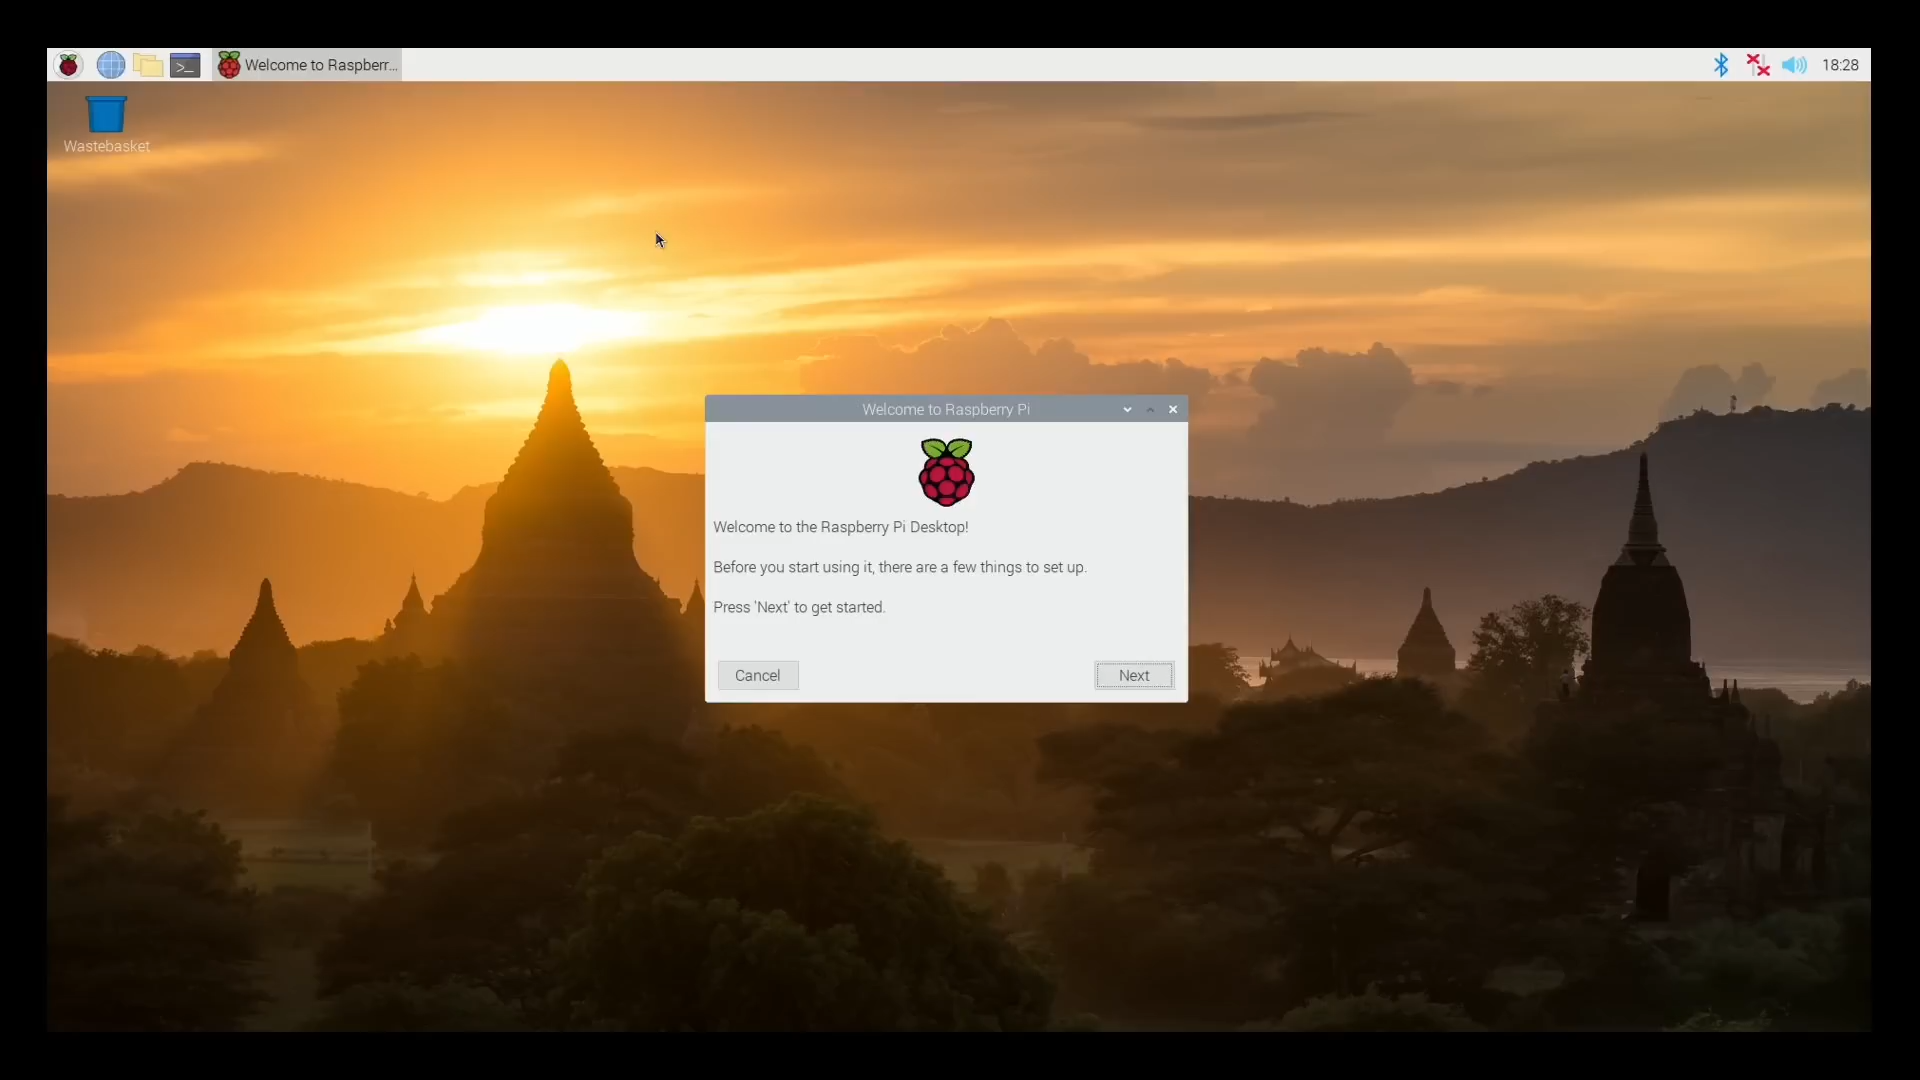 Welcome to Raspberr...
18:28
Wastebasket
Welcome to Raspberry Pi
Welcome to the Raspberry Pi Desktop!
Before you start using it, there are a few things to set up.
Press 'Next' to get started.
Cancel
Next